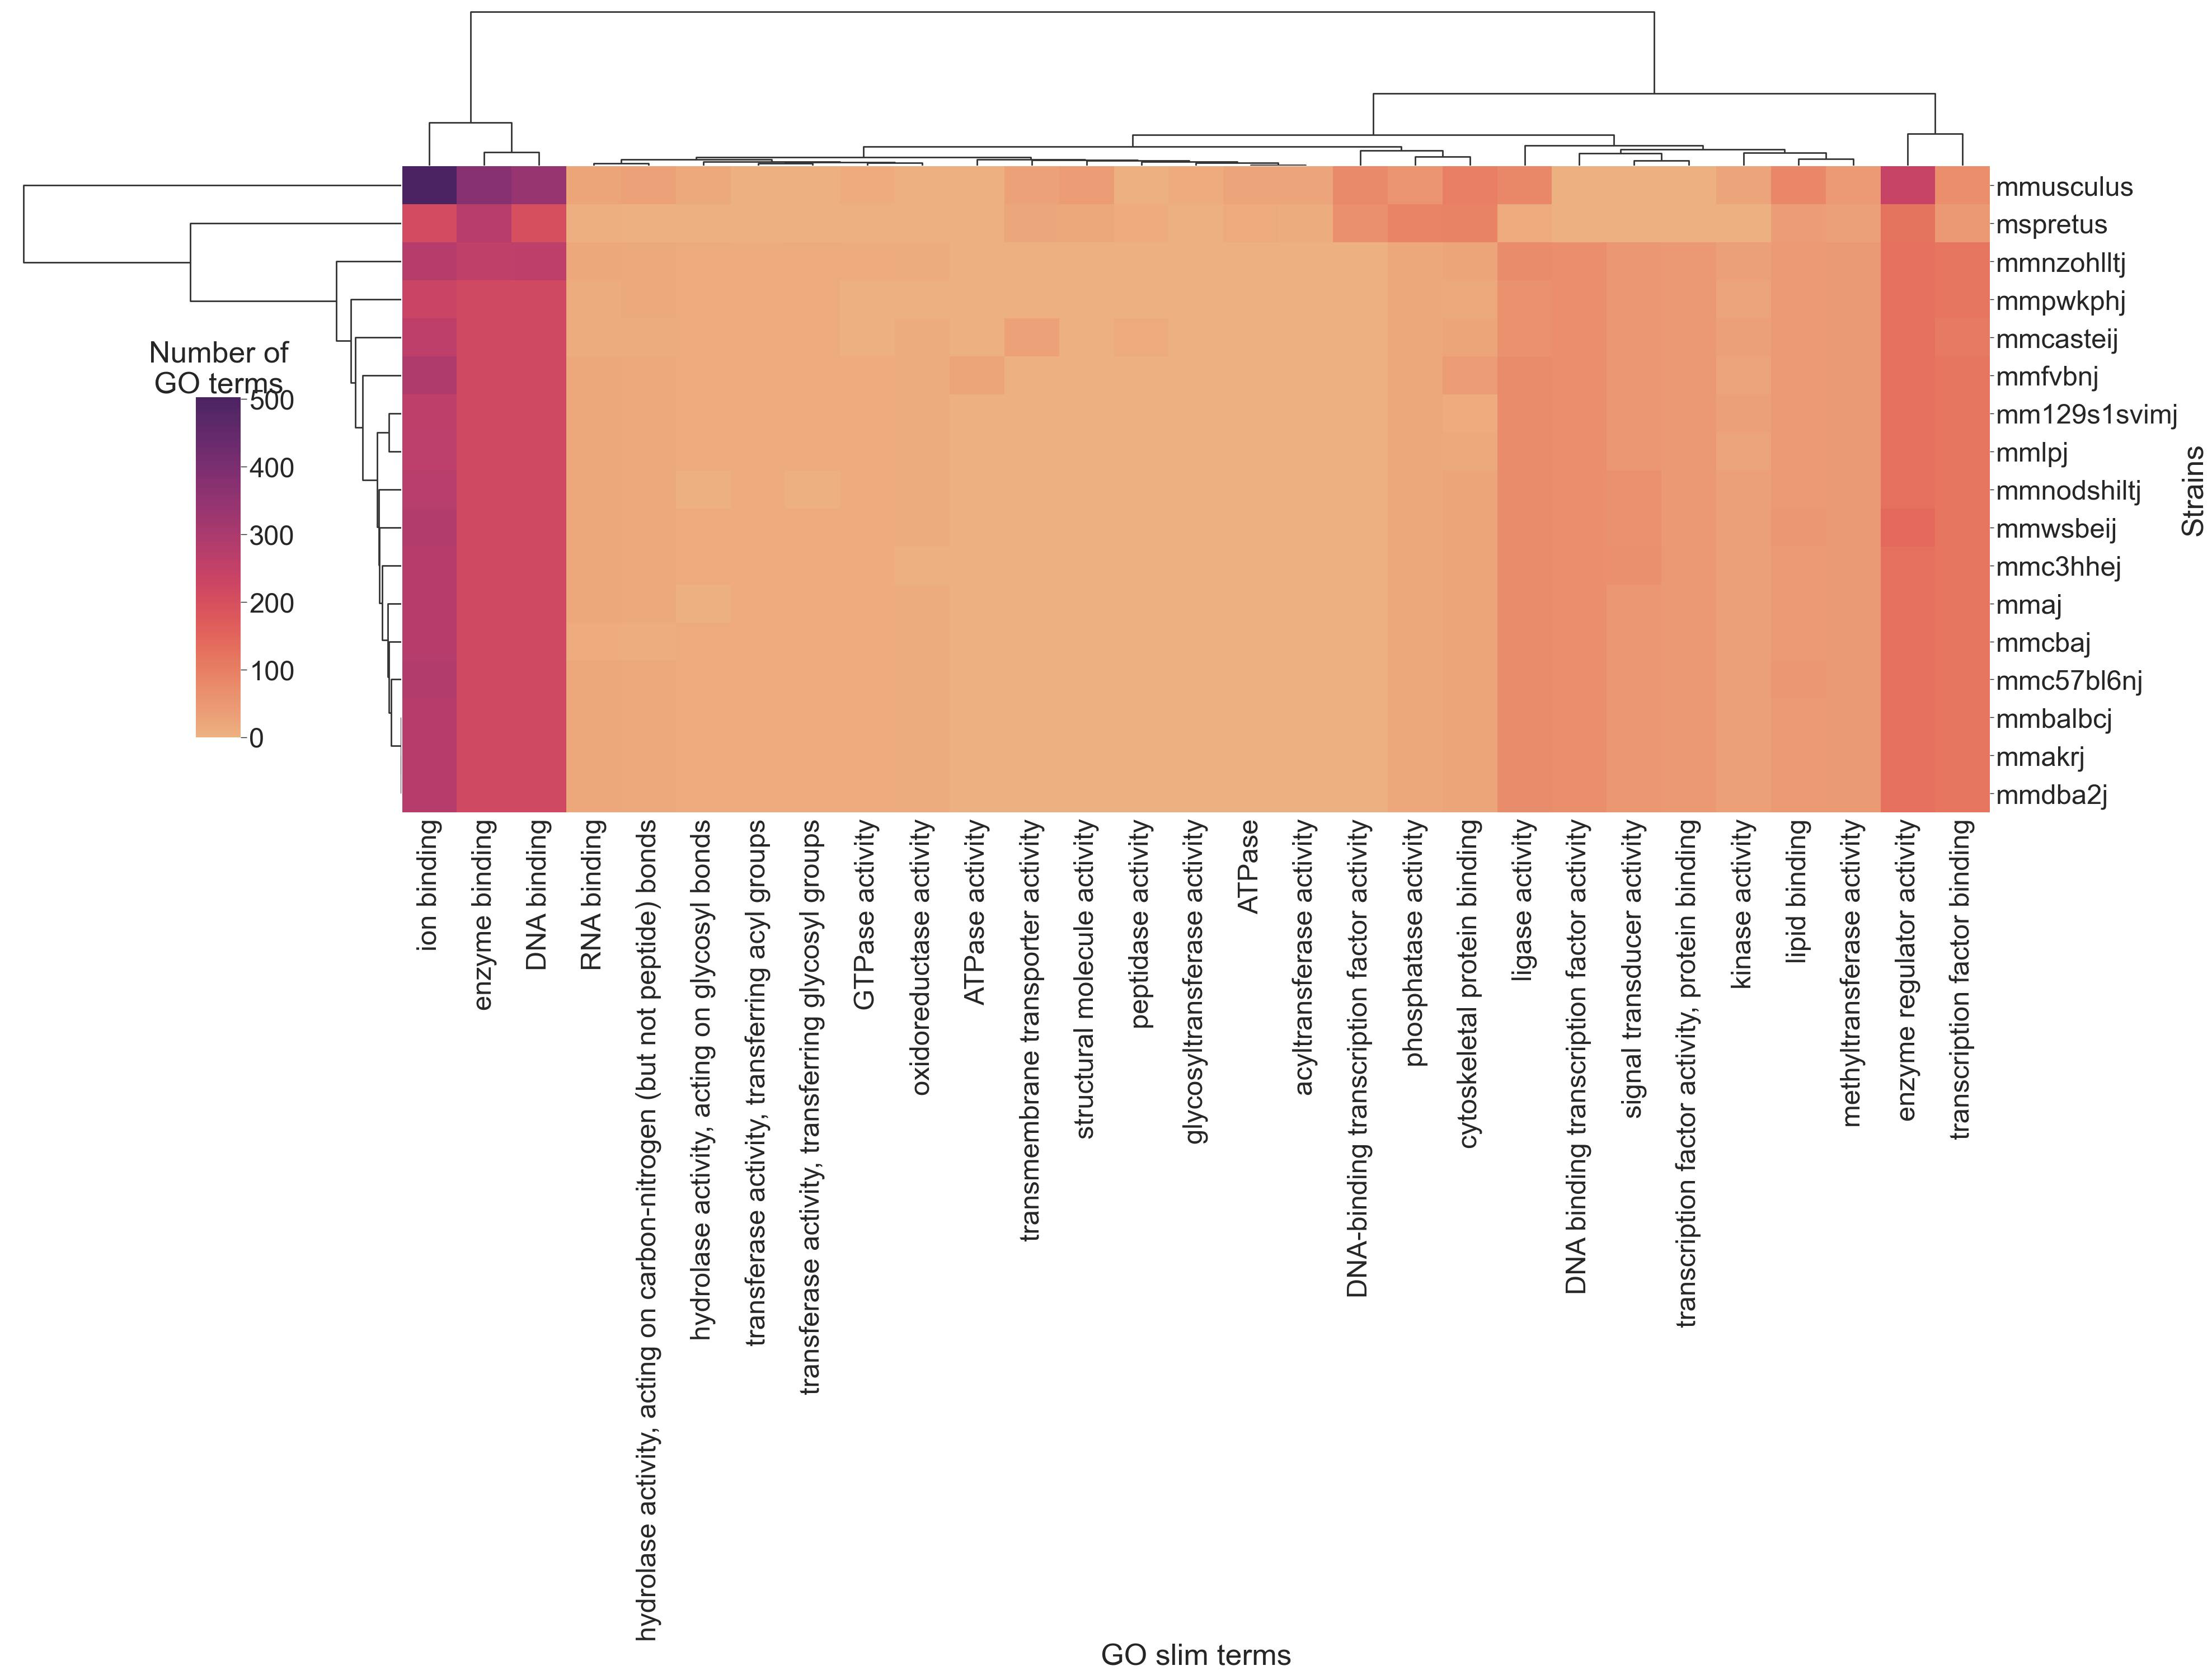 mmusculus
mspretus
mmnzohlltj
mmpwkphj
mmcasteij
mmfvbnj
mm129s1svimj
mmlpj
mmnodshiltj
mmwsbeij
mmc3hhej
mmaj
mmcbaj
mmc57bl6nj
mmbalbcj
mmakrj
mmdba2j
Strains
Number of
GO terms
500
400
300
200
100
0
ion binding
enzyme binding
DNA binding
RNA binding
hydrolase activity, acting on carbon-nitrogen (but not peptide) bonds
hydrolase activity, acting on glycosyl bonds
transferase activity, transferring acyl groups
transferase activity, transferring glycosyl groups
GTPase activity
oxidoreductase activity
ATPase activity
transmembrane transporter activity
structural molecule activity
peptidase activity
glycosyltransferase activity
ATPase
acyltransferase activity
DNA-binding transcription factor activity
phosphatase activity
cytoskeletal protein binding
ligase activity
DNA binding transcription factor activity
signal transducer activity
transcription factor activity, protein binding
kinase activity
lipid binding
methyltransferase activity
enzyme regulator activity
transcription factor binding
GO slim terms